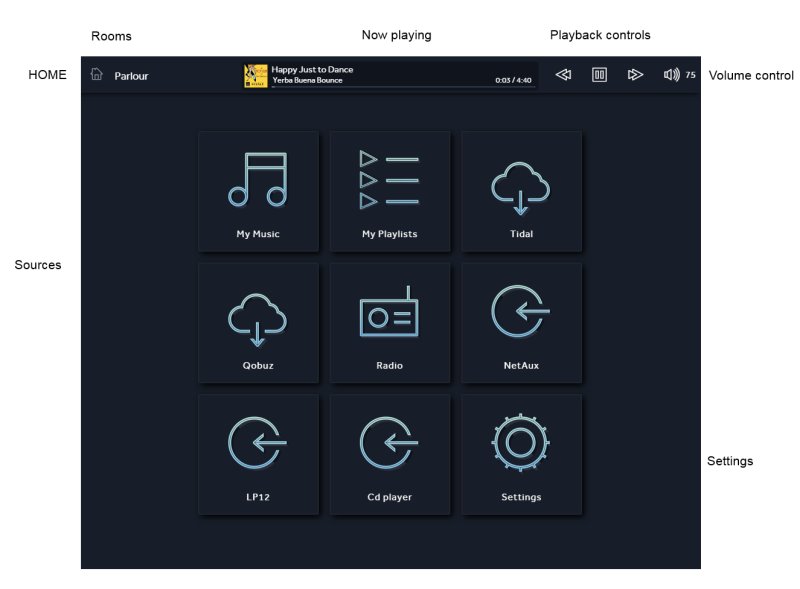 Rooms
Now playing
Playback controls
HOME
Parlour
Happy Just to Dance
Yerba Buena Bounce
0:03 / 4:40
75
Volume control
My Music
My Playlists
Tidal
Sources
Qobuz
Radio
NetAux
Settings
LP12
Cd player
Settings